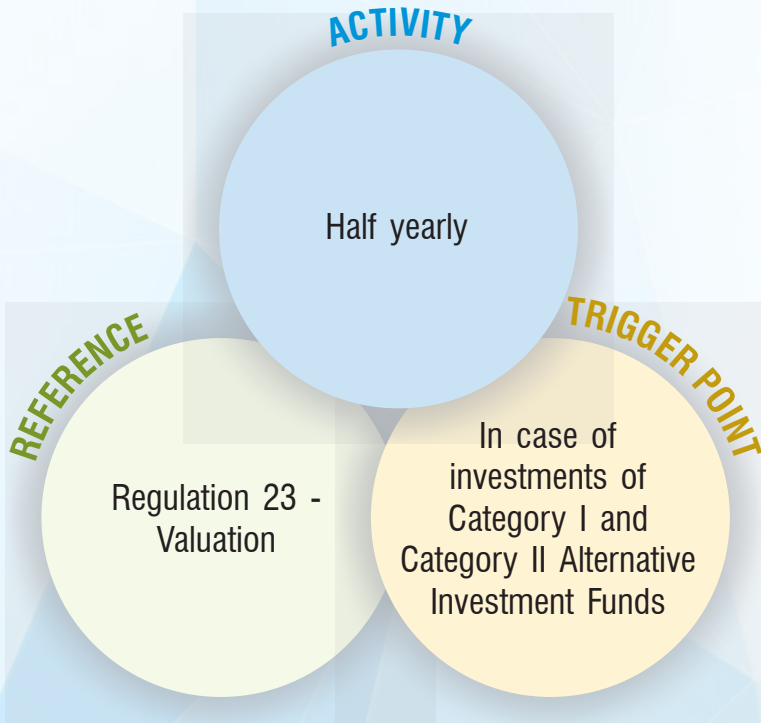 ACTIVITY
Half yearly
REFERENCE
Regulation 23 -
Valuation
TRIGGER POINT
In case of
investments of
Category I and
Category II Alternative
Investment Funds